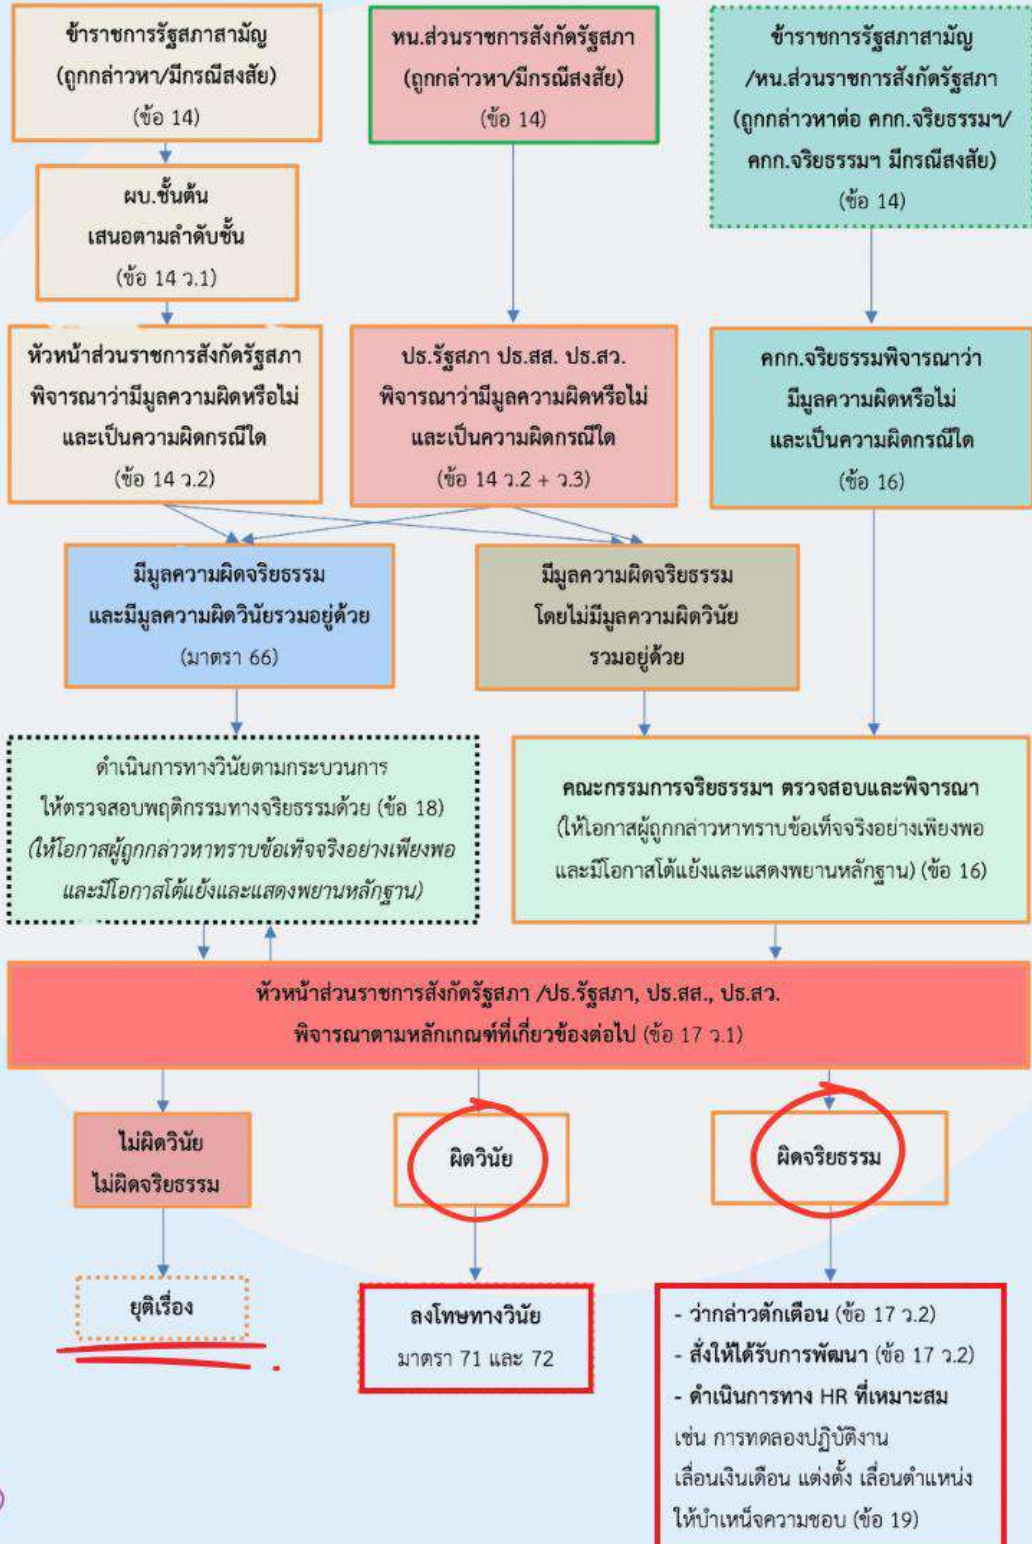 ข้าราชการรัฐสภาสามัญ
(ถูกกล่าวหา/มีกรณีสงสัย)
(ข้อ 14)
หน.ส่วนราชการสังกัดรัฐสภา
(ถูกกล่าวหา/มีกรณีสงสัย)
(ข้อ 14)
ข้าราชการรัฐสภาสามัญ
/หน.ส่วนราชการสังกัดรัฐสภา
(ถูกกล่าวหาต่อ คกก.จริยธรรมฯ/
คกก.จริยธรรมฯ มีกรณีสงสัย)
(ข้อ 14)
ผบ.ชั้นต้น
เสนอตามลำดับชั้น
(ข้อ 14 ว.1)
หัวหน้าส่วนราชการสังกัดรัฐสภา
พิจารณาว่ามีมูลความผิดหรือไม่
และเป็นความผิดกรณีใด
(ข้อ 14 ว.2)
ปธ.รัฐสภา ปธ.สส. ปธ.สว.
พิจารณาว่ามีมูลความผิดหรือไม่
และเป็นความผิดกรณีใด
(ข้อ 14 ว.2 + ว.3)
คกก.จริยธรรมพิจารณาว่า
มีมูลความผิดหรือไม่
และเป็นความผิดกรณีใด
(ข้อ 16)
มีมูลความผิดจริยธรรม
และมีมูลความผิดวินัยรวมอยู่ด้วย
(มาตรา 66)
มีมูลความผิดจริยธรรม
โดยไม่มีมูลความผิดวินัย
รวมอยู่ด้วย
ดำเนินการทางวินัยตามกระบวนการ
ให้ตรวจสอบพฤติกรรมทางจริยธรรมด้วย (ข้อ 18)
(ให้โอกาสผู้ถูกกล่าวหาทราบข้อเท็จจริงอย่างเพียงพอ
และมีโอกาสโต้แย้งและแสดงพยานหลักฐาน)
คณะกรรมการจริยธรรมฯ ตรวจสอบและพิจารณา
(ให้โอกาสผู้ถูกกล่าวหาทราบข้อเท็จจริงอย่างเพียงพอ
และมีโอกาสโต้แย้งและแสดงพยานหลักฐาน) (ข้อ 16)
หัวหน้าส่วนราชการสังกัดรัฐสภา /ปธ.รัฐสภา, ปธ.สส., ปธ.สว.
พิจารณาตามหลักเกณฑ์ที่เกี่ยวข้องต่อไป (ข้อ 17 ว.1)
ไม่ผิดวินัย
ไม่ผิดจริยธรรม
ผิดวินัย
ผิดจริยธรรม
ยุติเรื่อง
ลงโทษทางวินัย
มาตรา 71 และ 72
- ว่ากล่าวตักเตือน (ข้อ 17 ว.2)
- สั่งให้ได้รับการพัฒนา (ข้อ 17 ว.2)
- ดำเนินการทาง HR ที่เหมาะสม
เช่น การทดลองปฏิบัติงาน
เลื่อนเงินเดือน แต่งตั้ง เลื่อนตำแหน่ง
ให้บำเหน็จความชอบ (ข้อ 19)